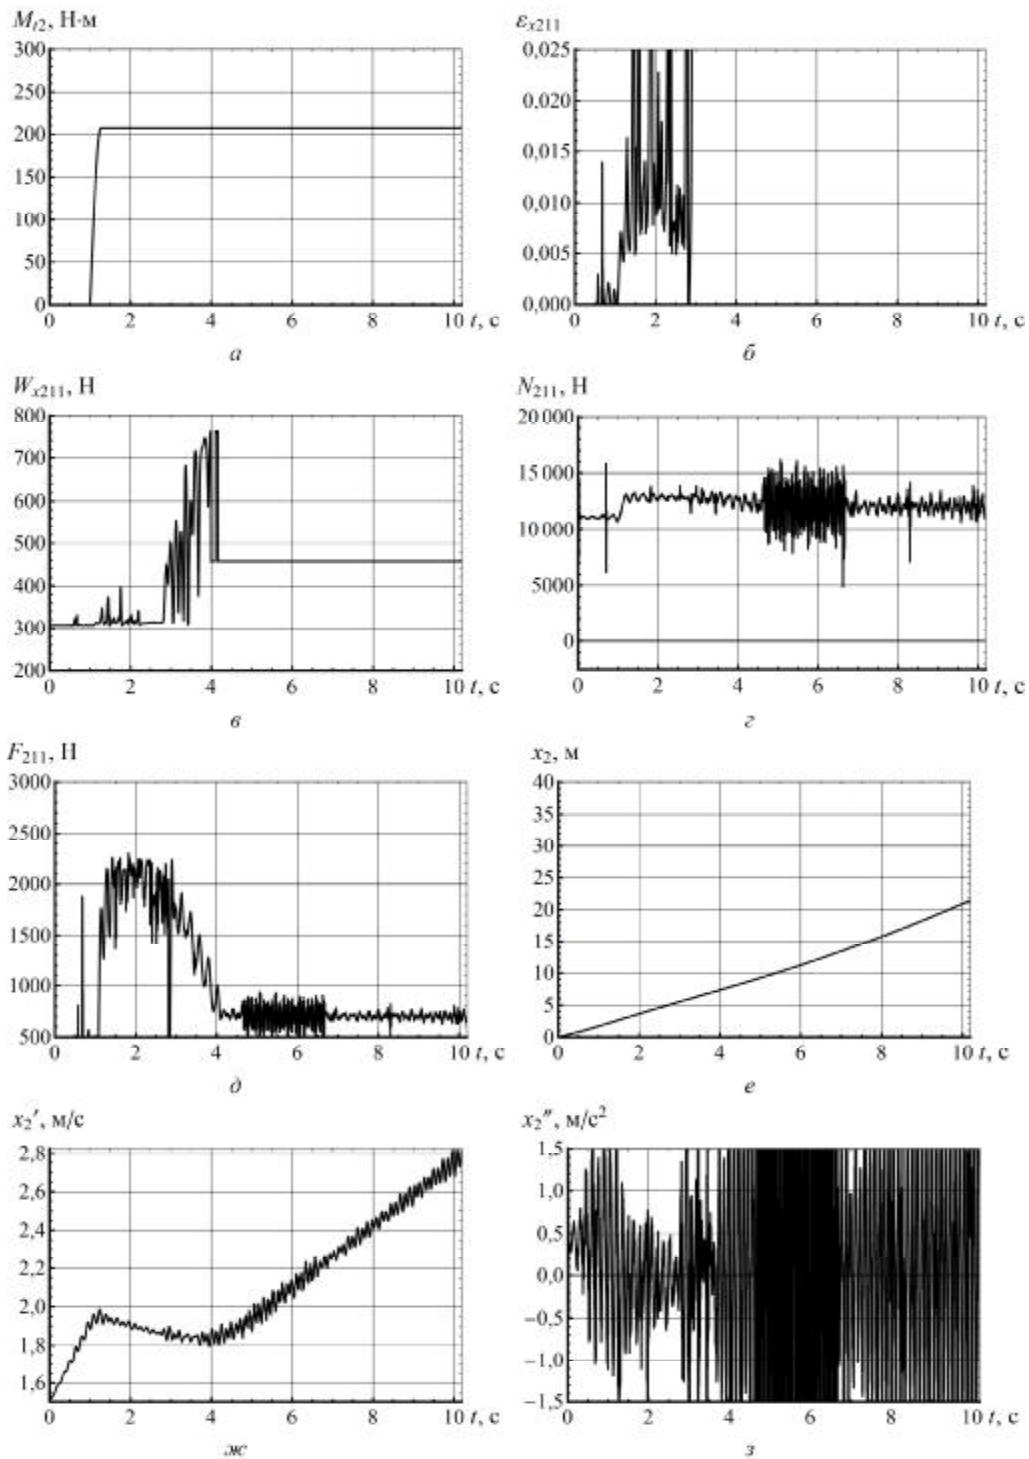 M_{t2}, Н·м
300
250
200
150
100
50
0
0 2 4 6 8 10 t, с
а
ε_{x211}
0,025
0,020
0,015
0,010
0,005
0,000
0 2 4 6 8 10 t, с
б
W_{x211}, Н
800
700
600
500
400
300
200
0 2 4 6 8 10 t, с
в
N_{211}, Н
20 000
15 000
10 000
5000
0
0 2 4 6 8 10 t, с
г
F_{211}, Н
3000
2500
2000
1500
1000
500
0 2 4 6 8 10 t, с
д
x_2, м
40
35
30
25
20
15
10
5
0
0 2 4 6 8 10 t, с
е
x_2', м/с
2,8
2,6
2,4
2,2
2,0
1,8
1,6
0 2 4 6 8 10 t, с
ж
x_2'', м/с²
1,5
1,0
0,5
0,0
−0,5
−1,0
−1,5
0 2 4 6 8 10 t, с
з